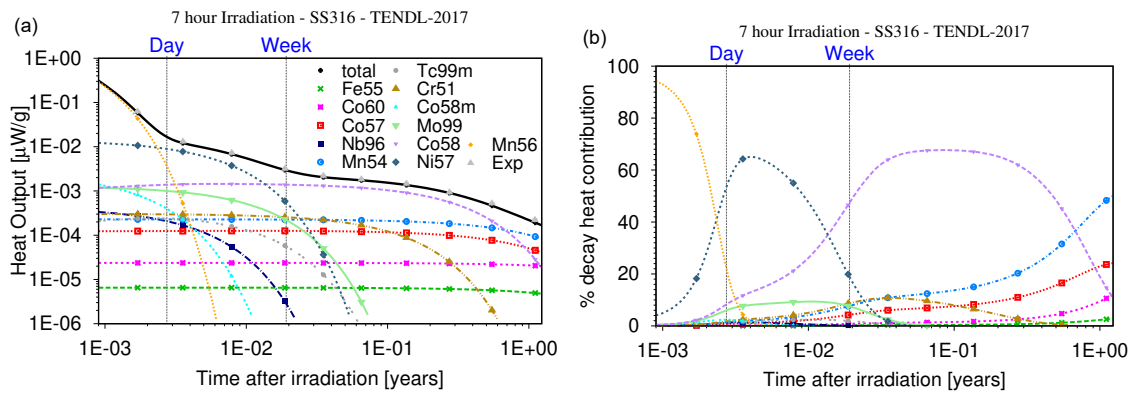 7 hour Irradiation - SS316 - TENDL-2017
(a)
Day
Week
1E+0
1E-01
1E-02
1E-03
1E-04
1E-05
1E-06
Heat Output [μW/g]
total
Fe55
Co60
Co57
Nb96
Mn54
Tc99m
Cr51
Co58m
Mo99
Co58
Ni57
Mn56
Exp
1E-03
1E-02
1E-01
1E+00
Time after irradiation [years]
7 hour Irradiation - SS316 - TENDL-2017
(b)
Day
Week
100
80
60
40
20
0
% decay heat contribution
1E-03
1E-02
1E-01
1E+00
Time after irradiation [years]